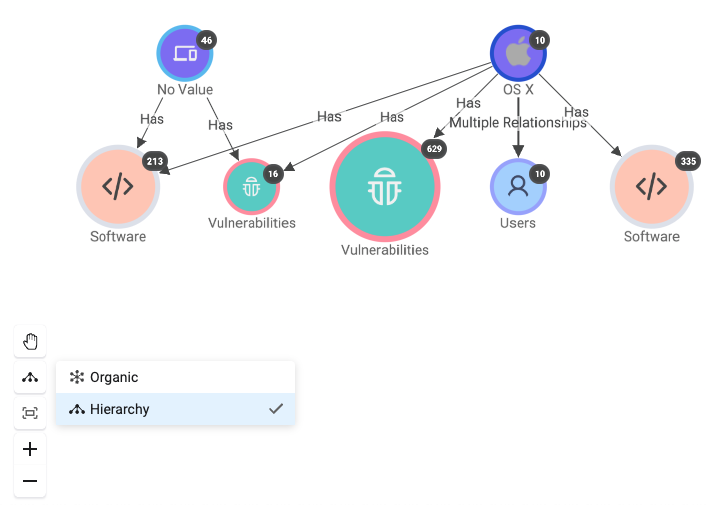 46
10
No Value
OS X
Has
Has
Has
Has
Has
Has
Multiple Relationships
213
16
629
10
335
Software
Vulnerabilities
Vulnerabilities
Users
Software
Organic
Hierarchy